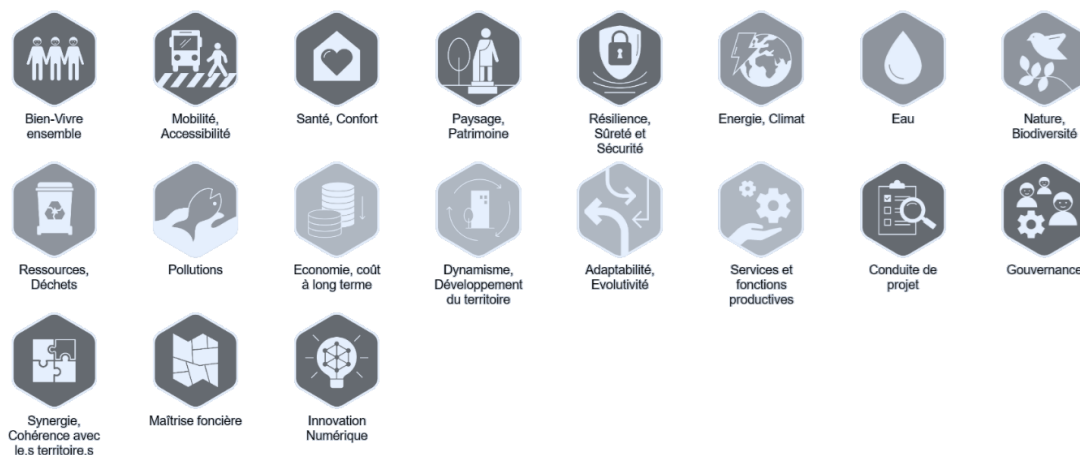 Bien-Vivre
ensemble
Mobilité,
Accessibilité
Santé, Confort
Paysage,
Patrimoine
Résilience,
Sûreté et
Sécurité
Energie, Climat
Eau
Nature,
Biodiversité
Ressources,
Déchets
Pollutions
Economie, coût
à long terme
Dynamisme,
Développement
du territoire
Adaptabilité,
Evolutivité
Services et
fonctions
productives
Conduite de
projet
Gouvernance
Synergie,
Cohérence avec
le.s territoire.s
Maîtrise foncière
Innovation
Numérique